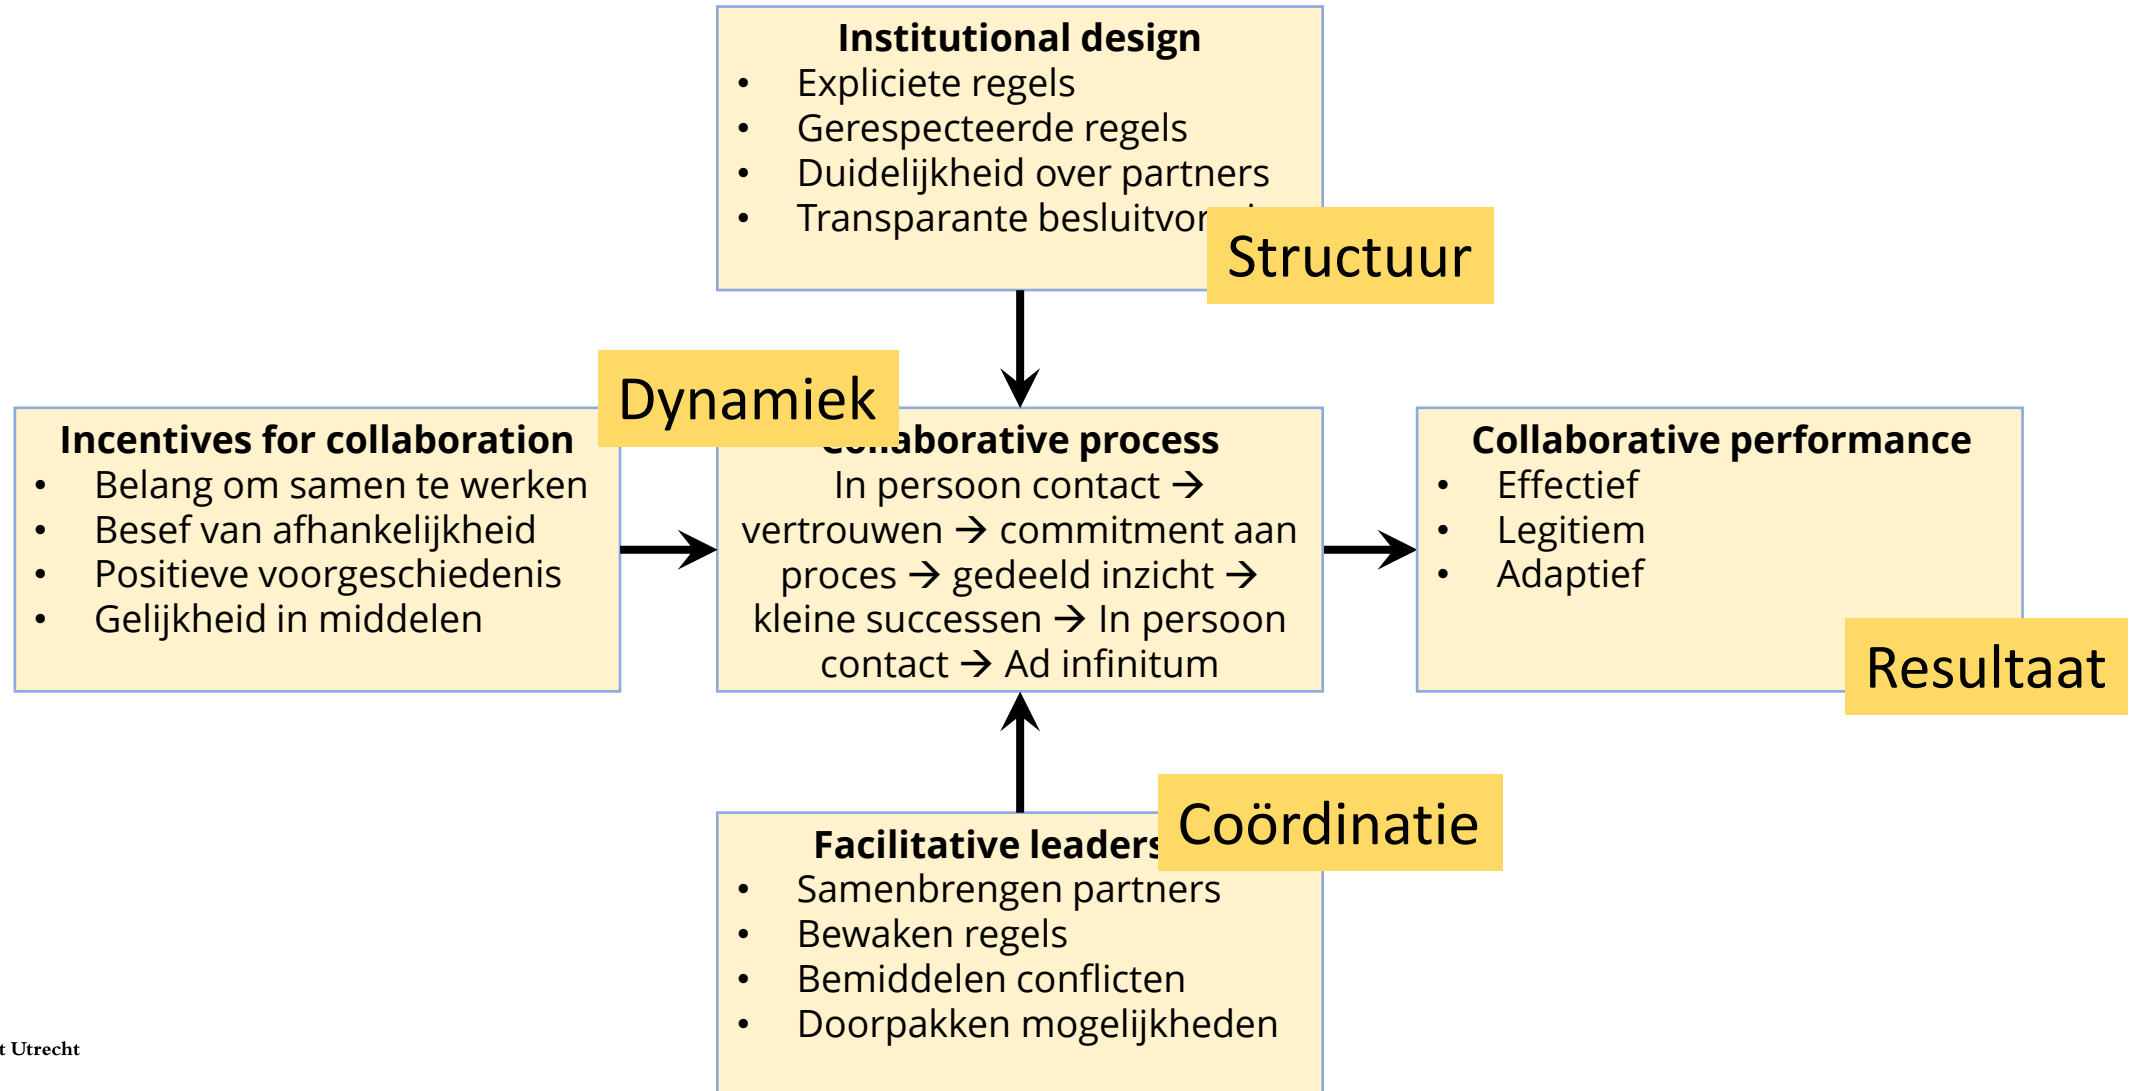 Institutional design
• Expliciete regels
• Gerespecteerde regels
• Duidelijkheid over partners
• Transparante
Structuur
Dynamiek
Incentives for collaboration
• Belang om samen te werken
• Besef van afhankelijkheid
• Positieve voorgeschiedenis
• Gelijkheid in middelen
process
In persoon contact →
vertrouwen → commitment aan
proces → gedeeld inzicht →
kleine successen → In persoon
contact → Ad infinitum
Collaborative performance
• Effectief
• Legitiem
• Adaptief
Resultaat
Coördinatie
Facilitative
• Samenbrengen partners
• Bewaken regels
• Bemiddelen conflicten
• Doorpakken mogelijkheden
t Utrecht